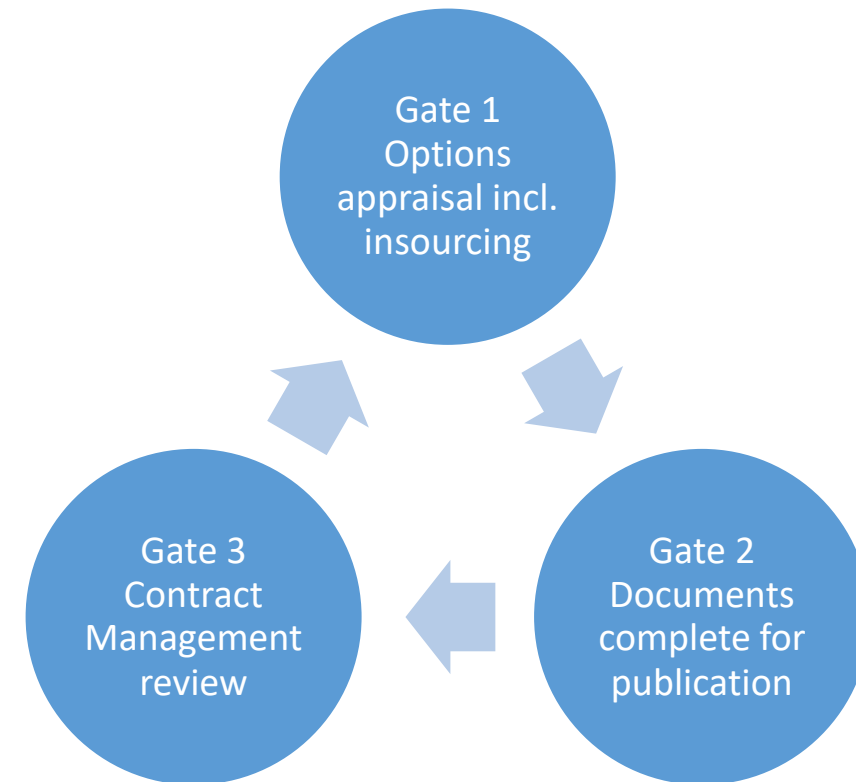 Gate 1
Options
appraisal incl.
insourcing
Gate 2
Documents
complete for
publication
Gate 3
Contract
Management
review